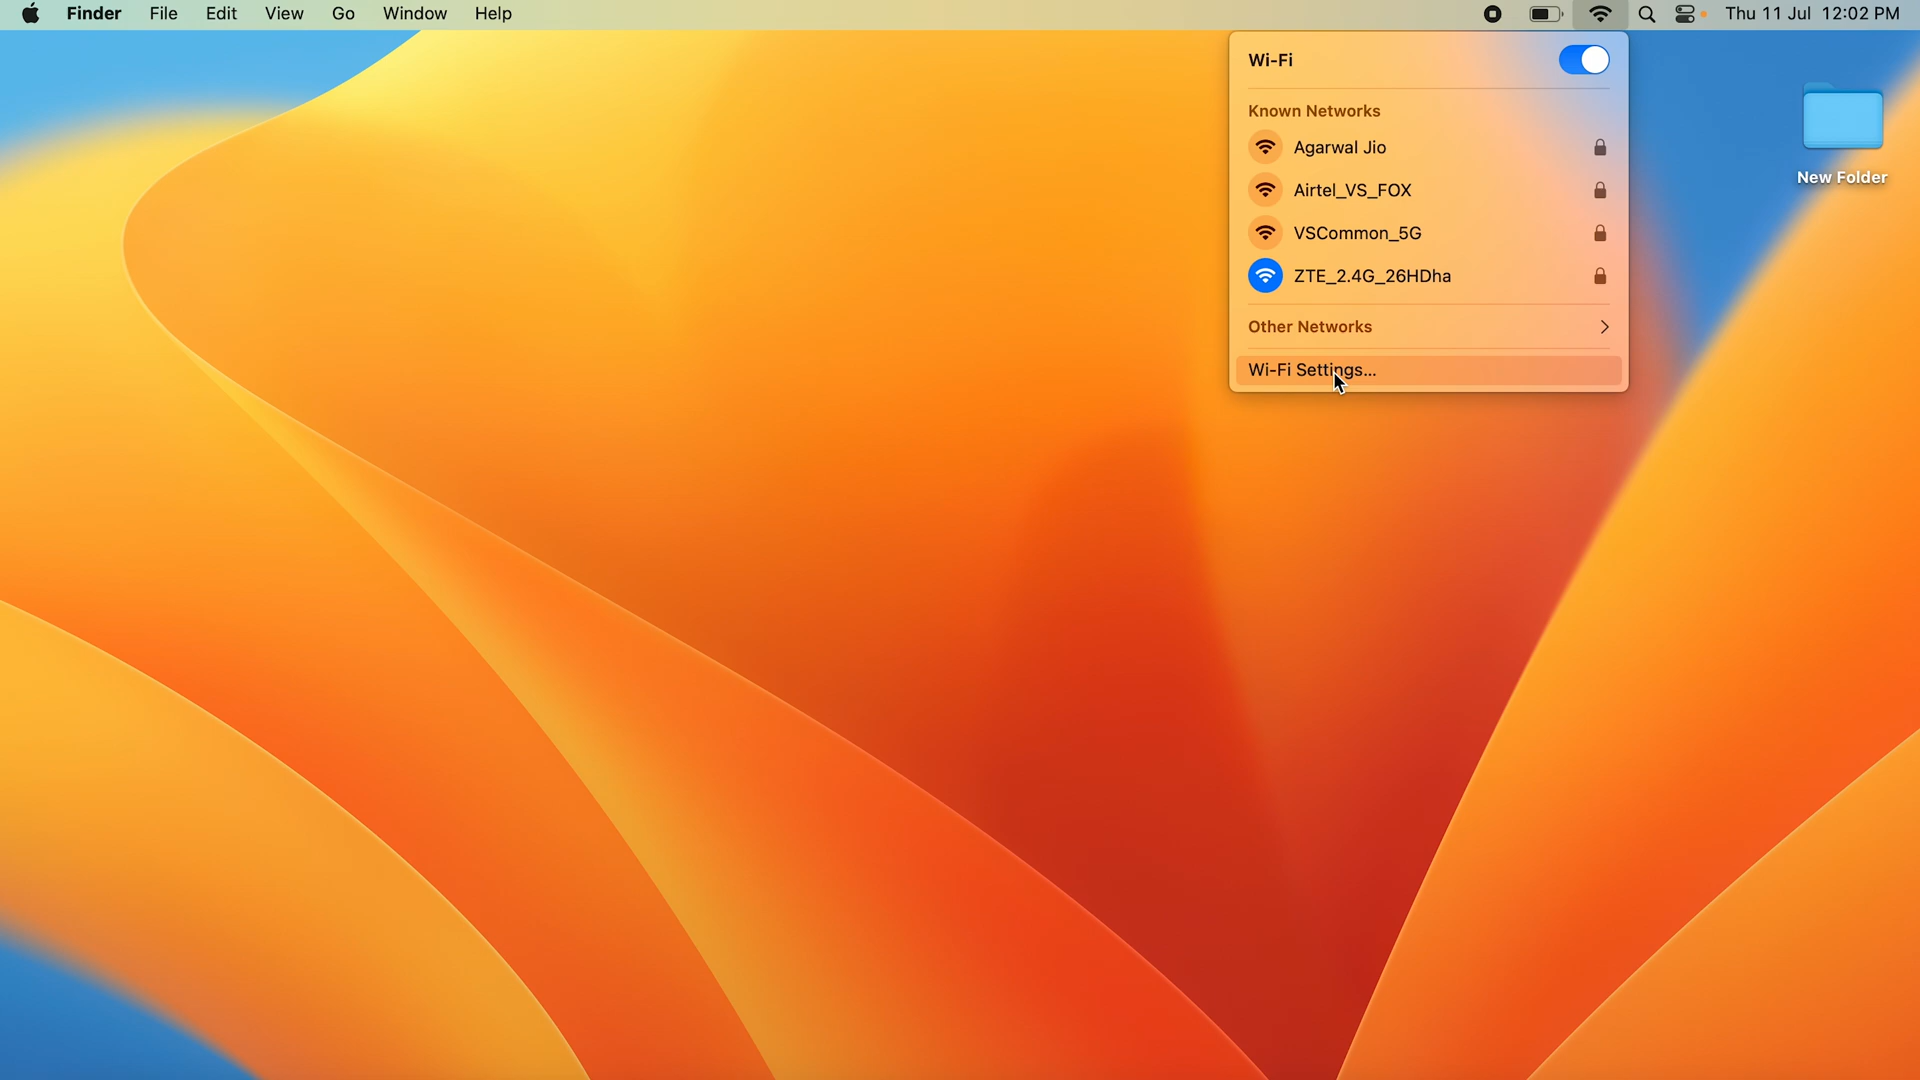 Finder File Edit View Go Window Help Thu 11 Jul 12:02 PM
Wi-Fi
Known Networks
Agarwal Jio
Airtel_VS_FOX
VSCommon_5G
ZTE_2.4G_26HDha
Other Networks
Wi-Fi Settings...
New Folder